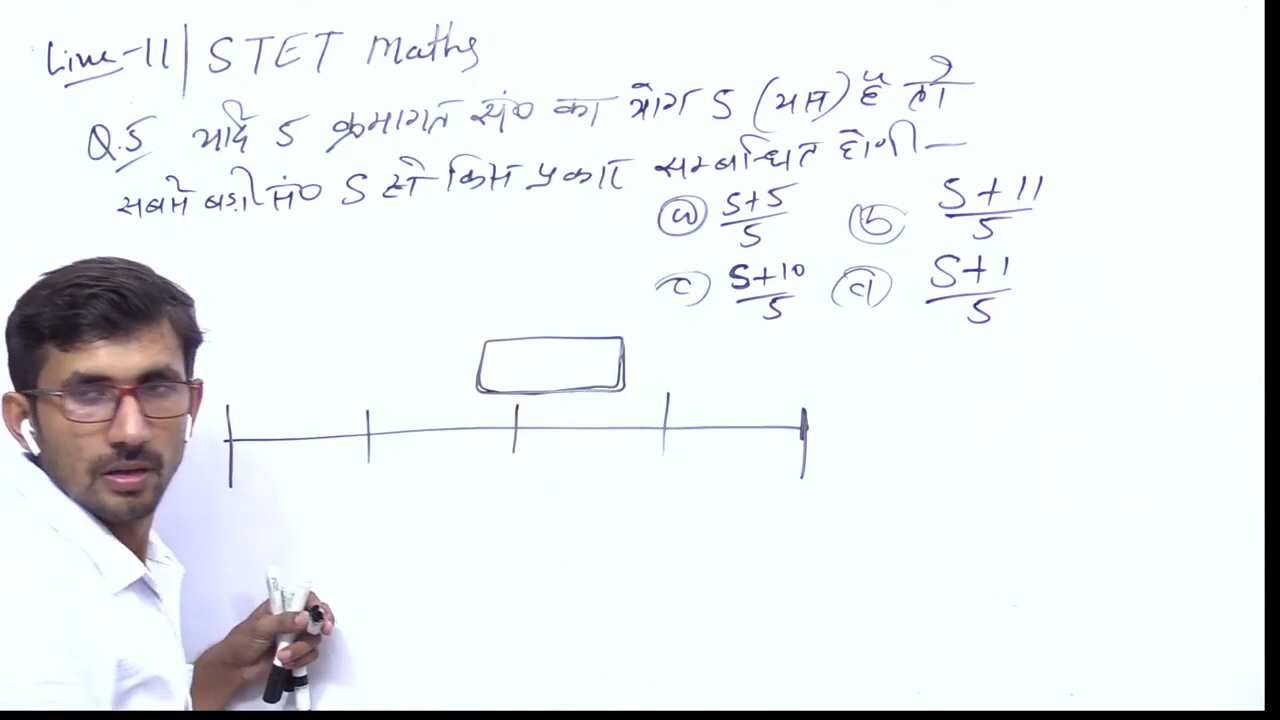 Live-11 | STET Maths
Q.5 यदि 5 क्रमागत सं० का योग S (सम) है तो
सबसे बड़ी सं० S से किस प्रकार सम्बन्धित होगी—
(a) S+5/5 (b) S+11/5
(c) S+10/5 (d) S+1/5